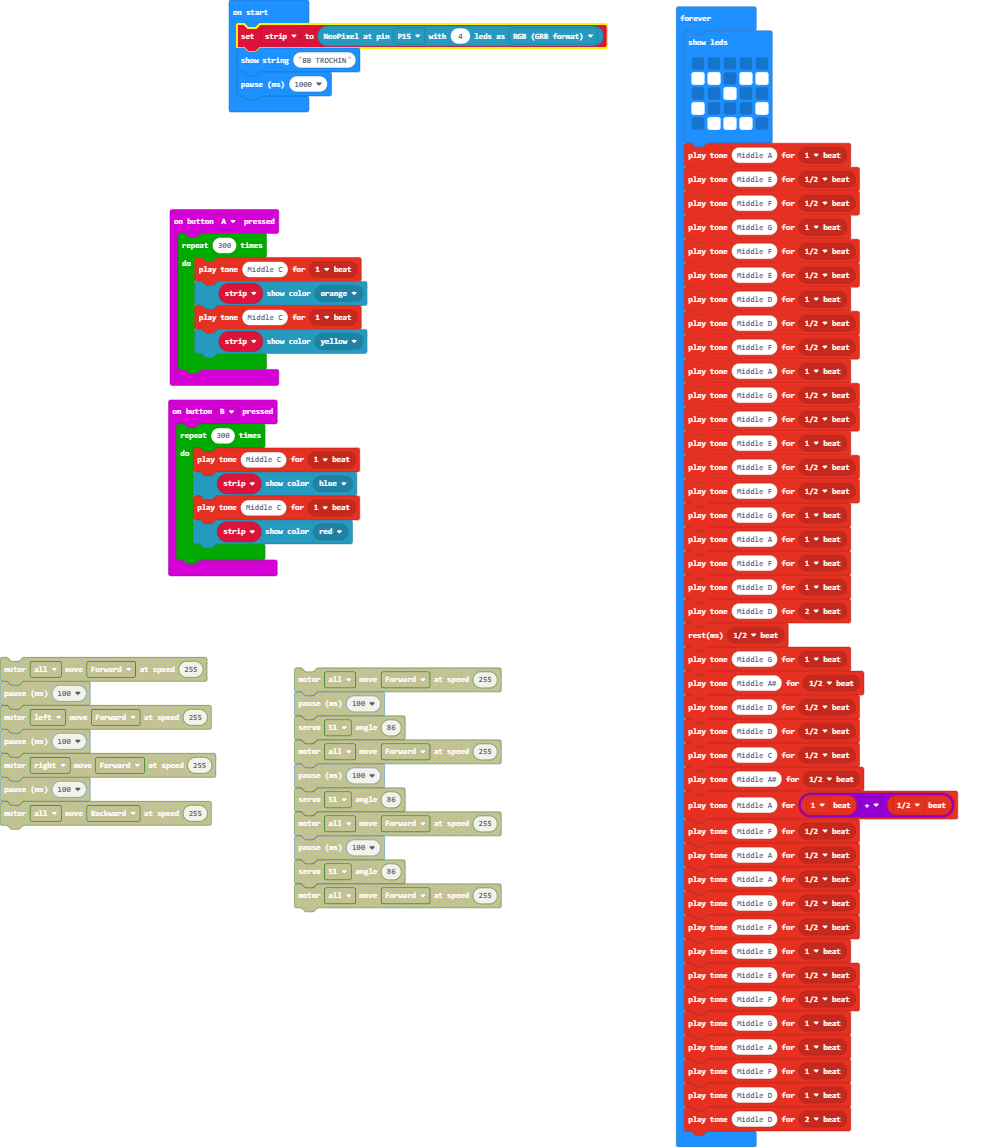 on start
set strip to NeoPixel at pin P15 with 4 leds as RGB (GRB format)
show string "BB TROCHIN"
pause (ms) 1000
on button A pressed
repeat 300 times
do
play tone Middle C for 1 beat
strip show color orange
play tone Middle C for 1 beat
strip show color yellow
on button B pressed
repeat 300 times
do
play tone Middle C for 1 beat
strip show color blue
play tone Middle C for 1 beat
strip show color red
motor all move Forward at speed 255
pause (ms) 100
motor left move Forward at speed 255
pause (ms) 100
motor right move Forward at speed 255
pause (ms) 100
motor all move Backward at speed 255
motor all move Forward at speed 255
pause (ms) 100
servo S1 angle 86
motor all move Forward at speed 255
pause (ms) 100
servo S1 angle 86
motor all move Forward at speed 255
pause (ms) 100
servo S1 angle 86
motor all move Forward at speed 255
forever
show leds
play tone Middle A for 1 beat
play tone Middle E for 1/2 beat
play tone Middle F for 1/2 beat
play tone Middle G for 1 beat
play tone Middle F for 1/2 beat
play tone Middle E for 1/2 beat
play tone Middle D for 1 beat
play tone Middle D for 1/2 beat
play tone Middle F for 1/2 beat
play tone Middle A for 1 beat
play tone Middle G for 1/2 beat
play tone Middle F for 1/2 beat
play tone Middle E for 1 beat
play tone Middle E for 1/2 beat
play tone Middle F for 1/2 beat
play tone Middle G for 1 beat
play tone Middle A for 1 beat
play tone Middle F for 1 beat
play tone Middle D for 1 beat
play tone Middle D for 2 beat
rest(ms) 1/2 beat
play tone Middle G for 1 beat
play tone Middle A# for 1/2 beat
play tone Middle D for 1/2 beat
play tone Middle D for 1/2 beat
play tone Middle C for 1/2 beat
play tone Middle A# for 1/2 beat
play tone Middle A for 1 beat + 1/2 beat
play tone Middle F for 1/2 beat
play tone Middle A for 1/2 beat
play tone Middle A for 1/2 beat
play tone Middle G for 1/2 beat
play tone Middle F for 1/2 beat
play tone Middle E for 1 beat
play tone Middle E for 1/2 beat
play tone Middle F for 1/2 beat
play tone Middle G for 1 beat
play tone Middle A for 1 beat
play tone Middle F for 1 beat
play tone Middle D for 1 beat
play tone Middle D for 2 beat